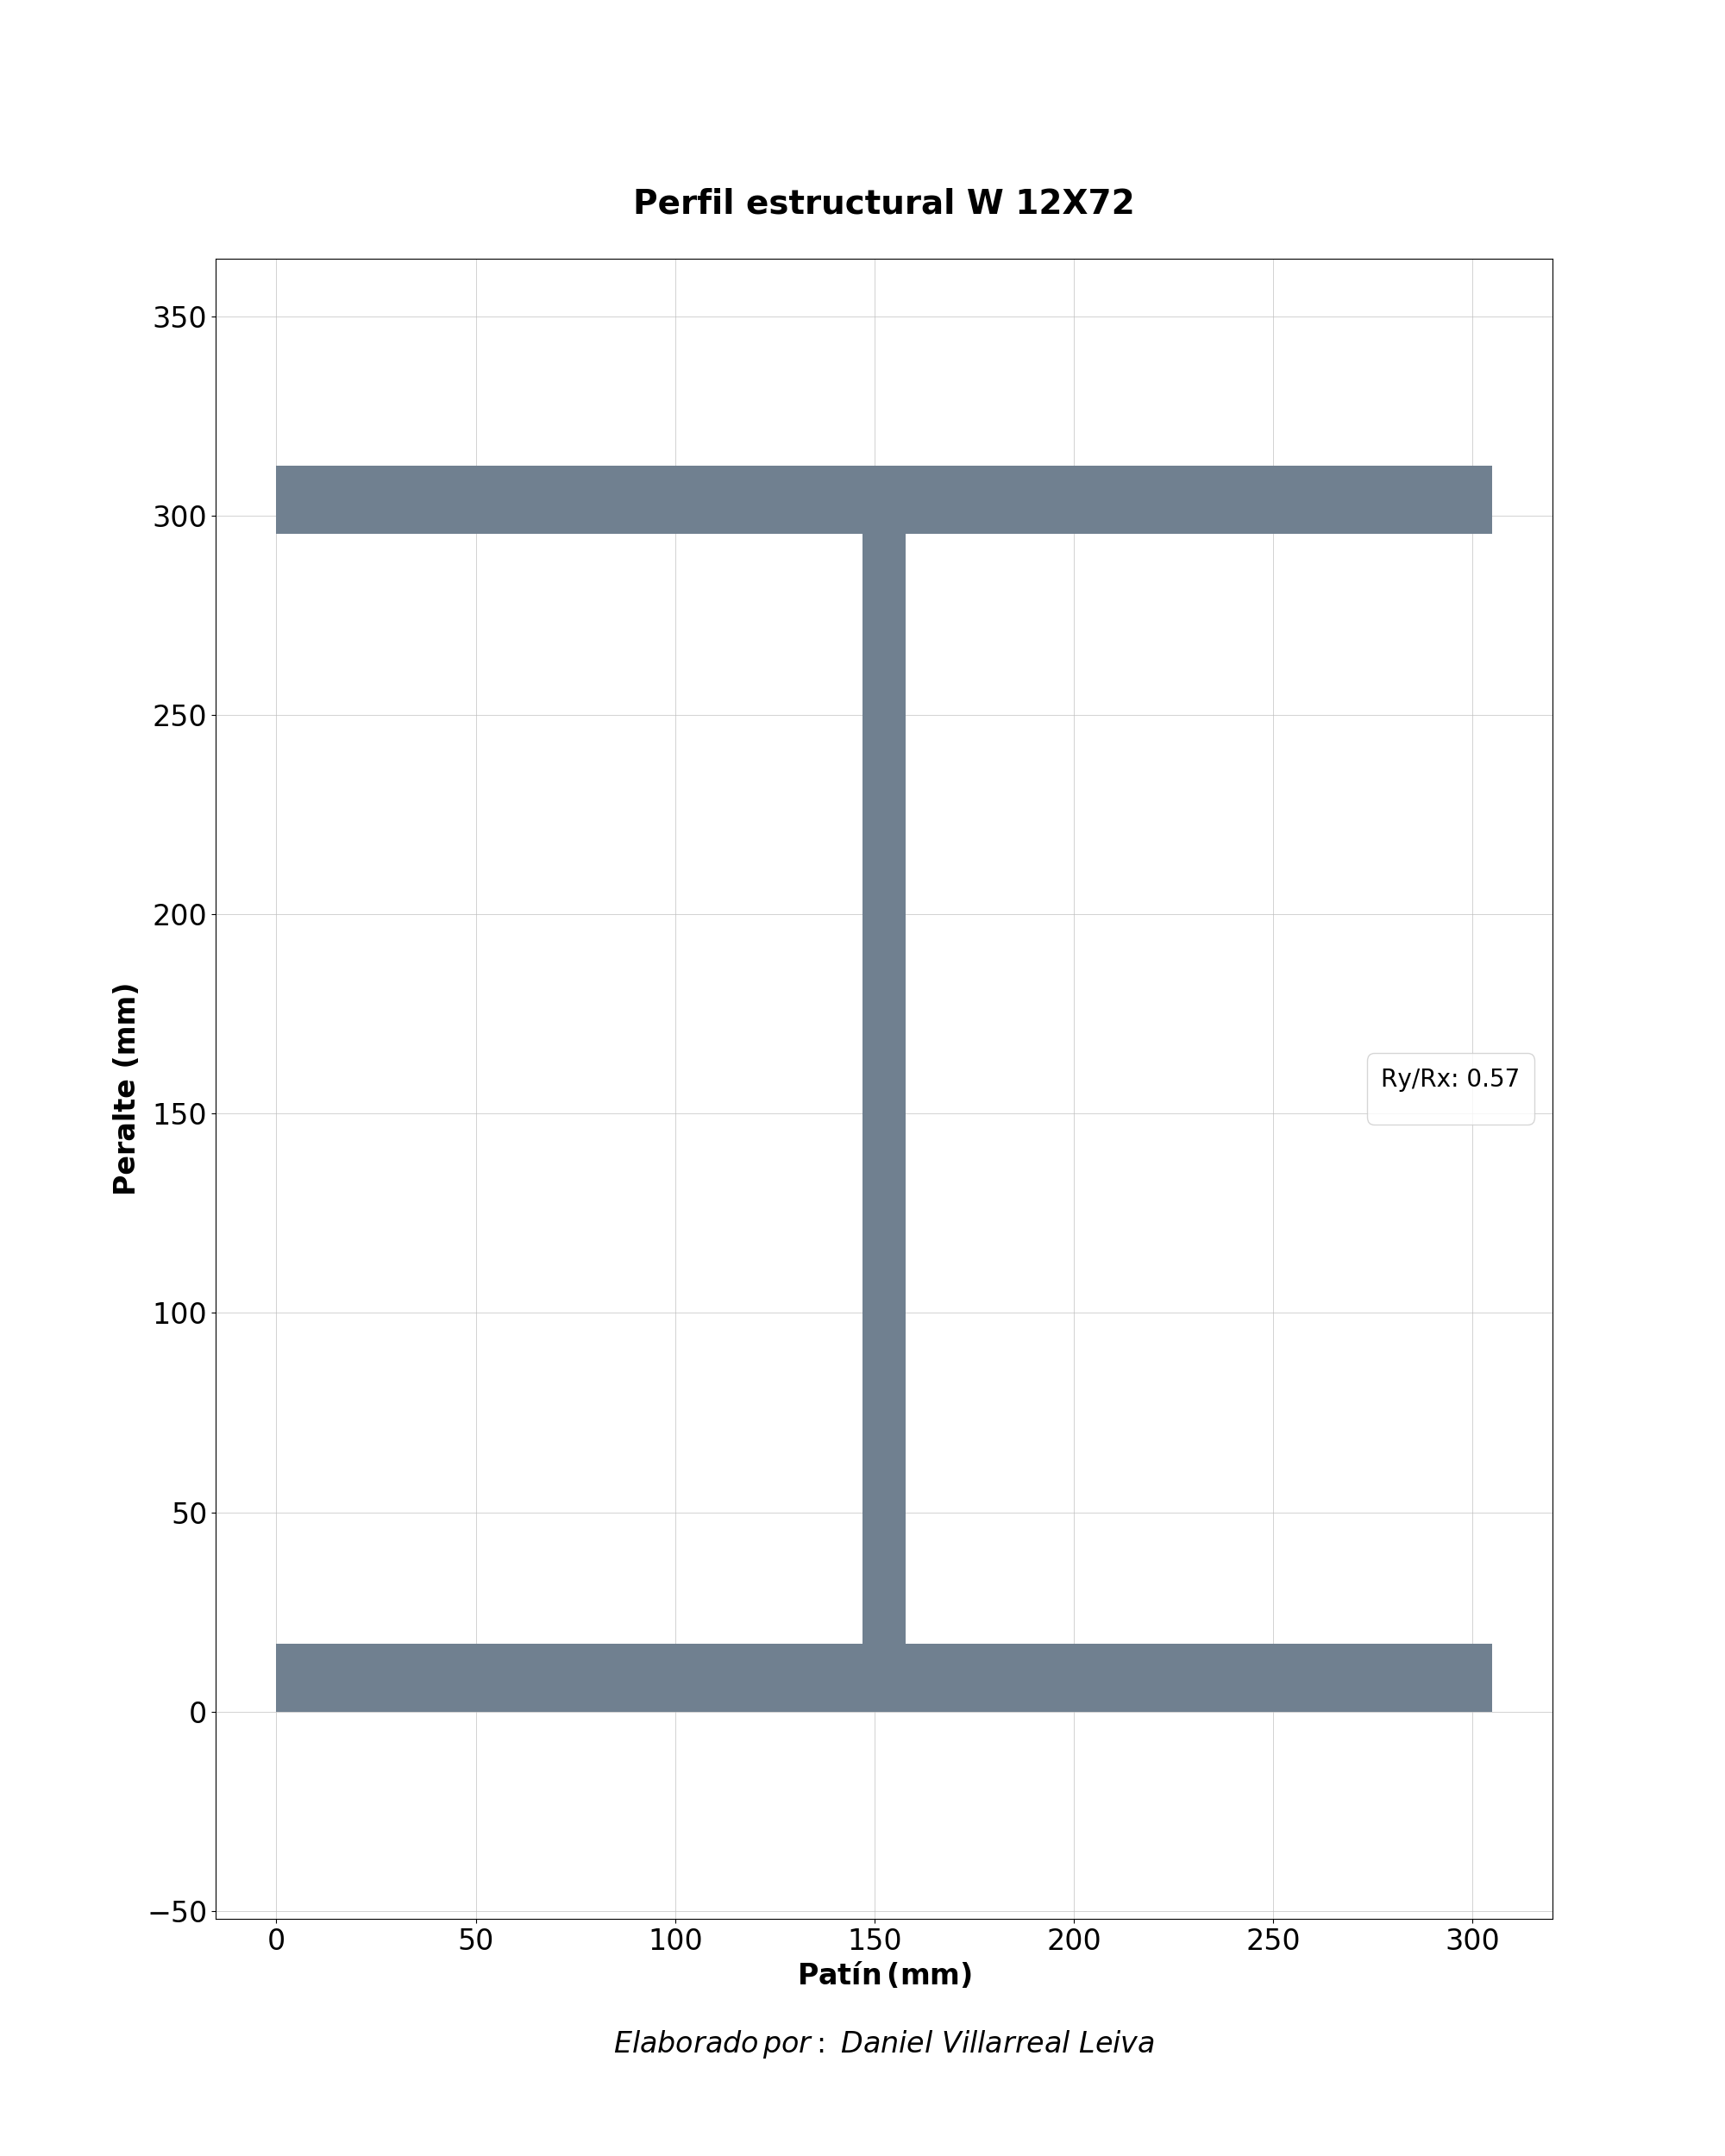 Perfil estructural W 12X72
350
300
250
200
150
100
50
0
−50
Peralte (mm)
Ry/Rx: 0.57
0 50 100 150 200 250 300
Patín (mm)
Elaborado por: Daniel Villarreal Leiva